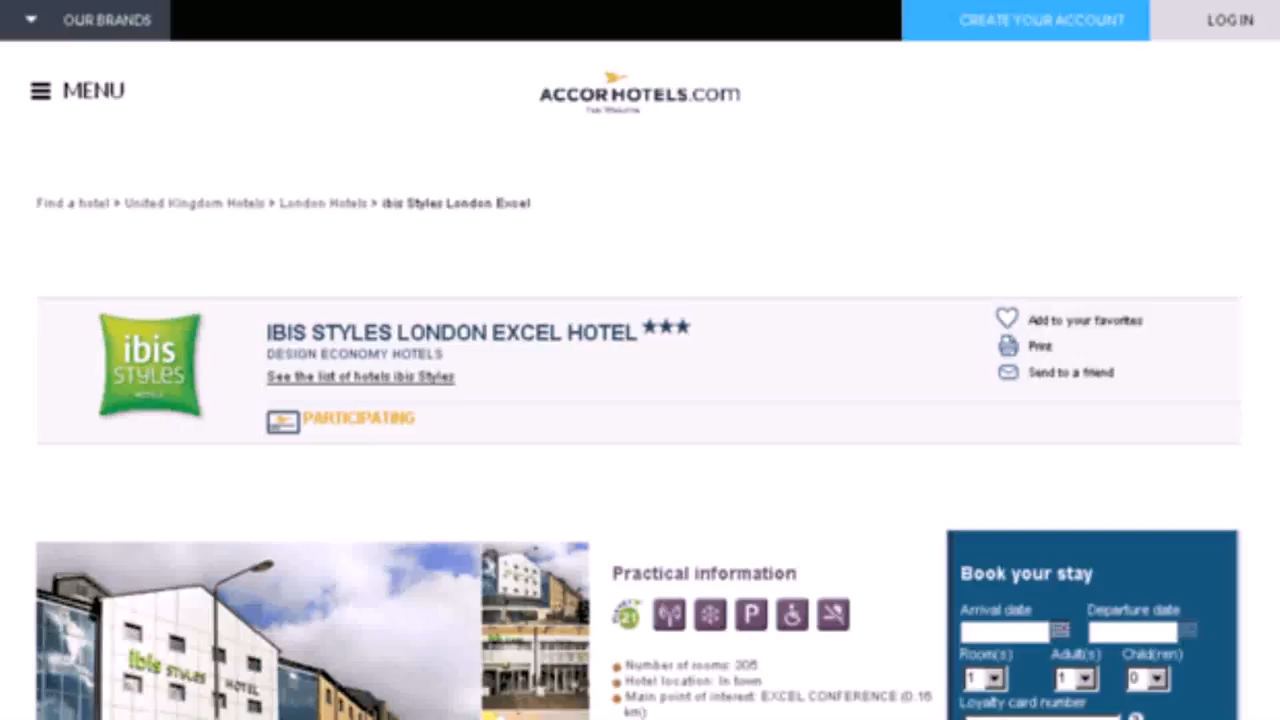 OUR BRANDS
CREATE YOUR ACCOUNT
LOG IN
MENU
ACCORHOTELS.com
Find a hotel > United Kingdom Hotels > London Hotels > ibis Styles London Excel
ibis
STYLES
HOTELS
IBIS STYLES LONDON EXCEL HOTEL ★★★
DESIGN ECONOMY HOTELS
See the list of hotels ibis Styles
PARTICIPATING
Add to your favorites
Print
Send to a friend
ibis STYLES HOTEL
Practical information
21
P
Number of rooms: 205
Hotel location: In town
Main point of interest: EXCEL CONFERENCE (0.16
km)
Book your stay
Arrival date
Departure date
Room(s)
Adult(s)
Child(ren)
1
1
0
Loyalty card number
?